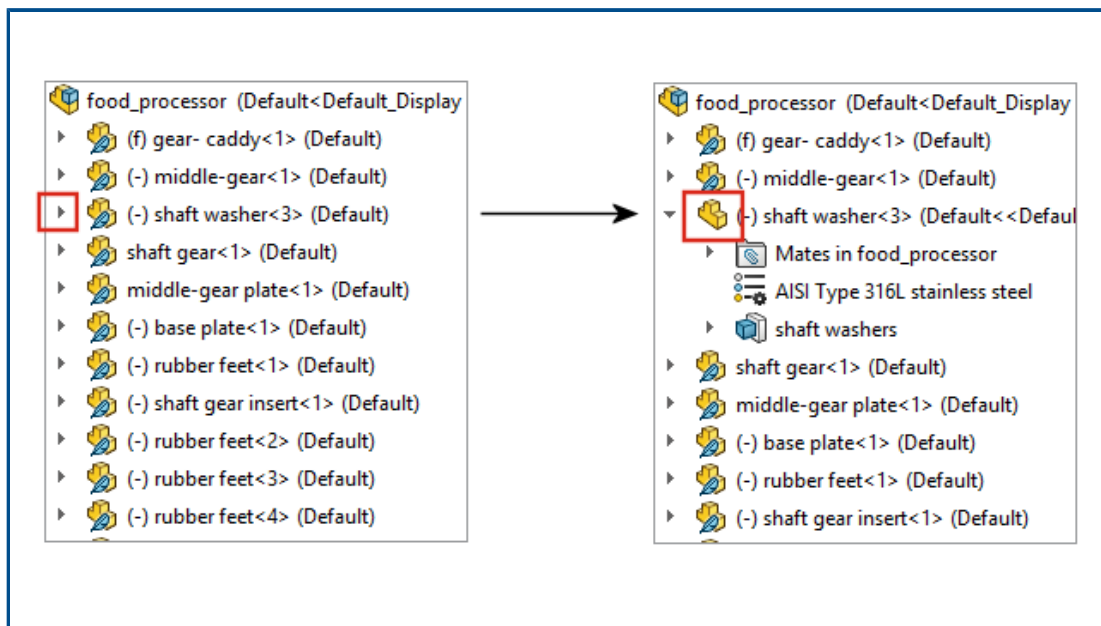 food_processor (Default<Default_Display
(f) gear- caddy<1> (Default)
(-) middle-gear<1> (Default)
(-) shaft washer<3> (Default)
shaft gear<1> (Default)
middle-gear plate<1> (Default)
(-) base plate<1> (Default)
(-) rubber feet<1> (Default)
(-) shaft gear insert<1> (Default)
(-) rubber feet<2> (Default)
(-) rubber feet<3> (Default)
(-) rubber feet<4> (Default)
food_processor (Default<Default_Display
(f) gear- caddy<1> (Default)
(-) middle-gear<1> (Default)
(-) shaft washer<3> (Default<<Defaul
Mates in food_processor
AISI Type 316L stainless steel
shaft washers
shaft gear<1> (Default)
middle-gear plate<1> (Default)
(-) base plate<1> (Default)
(-) rubber feet<1> (Default)
(-) shaft gear insert<1> (Default)